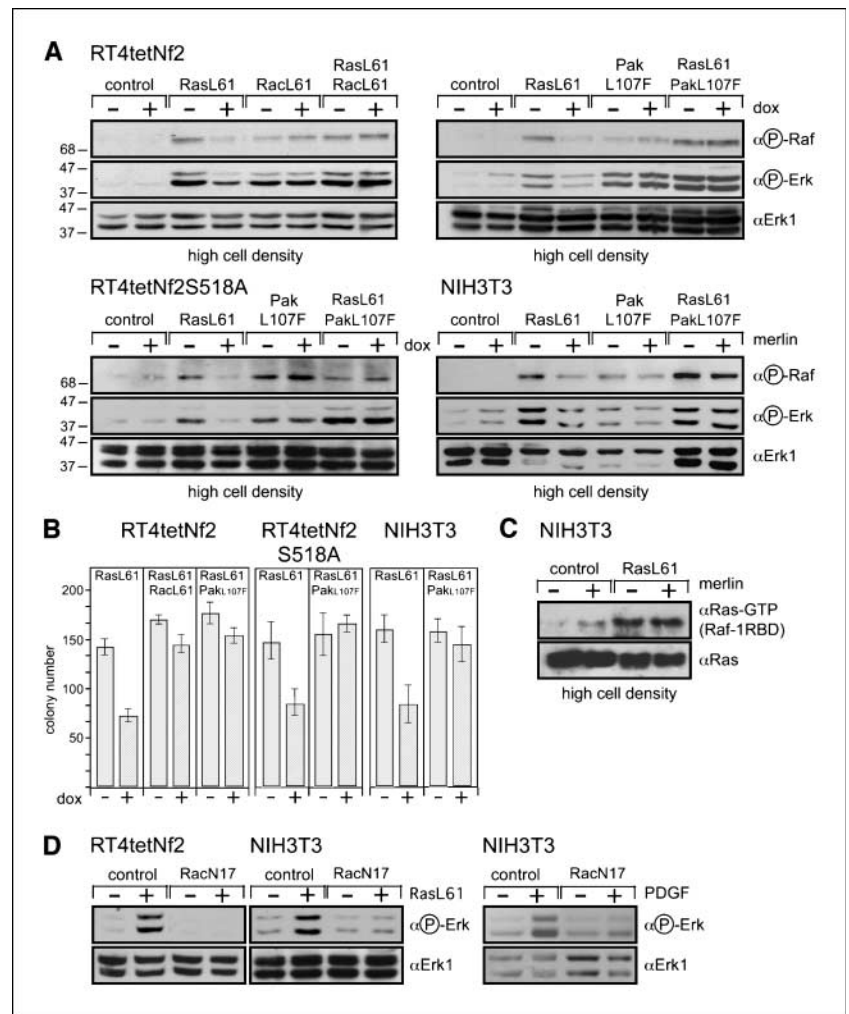 A RT4tetNf2
control RasL61 RacL61 RasL61 RacL61
− + − + − + − +
68
47
37
47
37
high cell density
control RasL61 Pak L107F RasL61 PakL107F
− + − + − + − + dox
αⓅ-Raf
αⓅ-Erk
αErk1
high cell density
RT4tetNf2S518A
control RasL61 Pak L107F RasL61 PakL107F
− + − + − + − + dox
68
47
37
47
37
high cell density
NIH3T3
control RasL61 Pak L107F RasL61 PakL107F
− + − + − + − + merlin
αⓅ-Raf
αⓅ-Erk
αErk1
high cell density
B RT4tetNf2 RT4tetNf2 S518A NIH3T3
RasL61 RasL61 RacL61 RasL61 PakL107F RasL61 RasL61 PakL107F RasL61 RasL61 PakL107F
colony number
200
150
100
50
dox − + − + − + − + − + − + − +
C NIH3T3
control RasL61
− + − + merlin
αRas-GTP
(Raf-1RBD)
αRas
high cell density
D RT4tetNf2 NIH3T3
control RacN17 control RacN17
− + − + − + − + RasL61
αⓅ-Erk
αErk1
NIH3T3
control RacN17
− + − + PDGF
αⓅ-Erk
αErk1